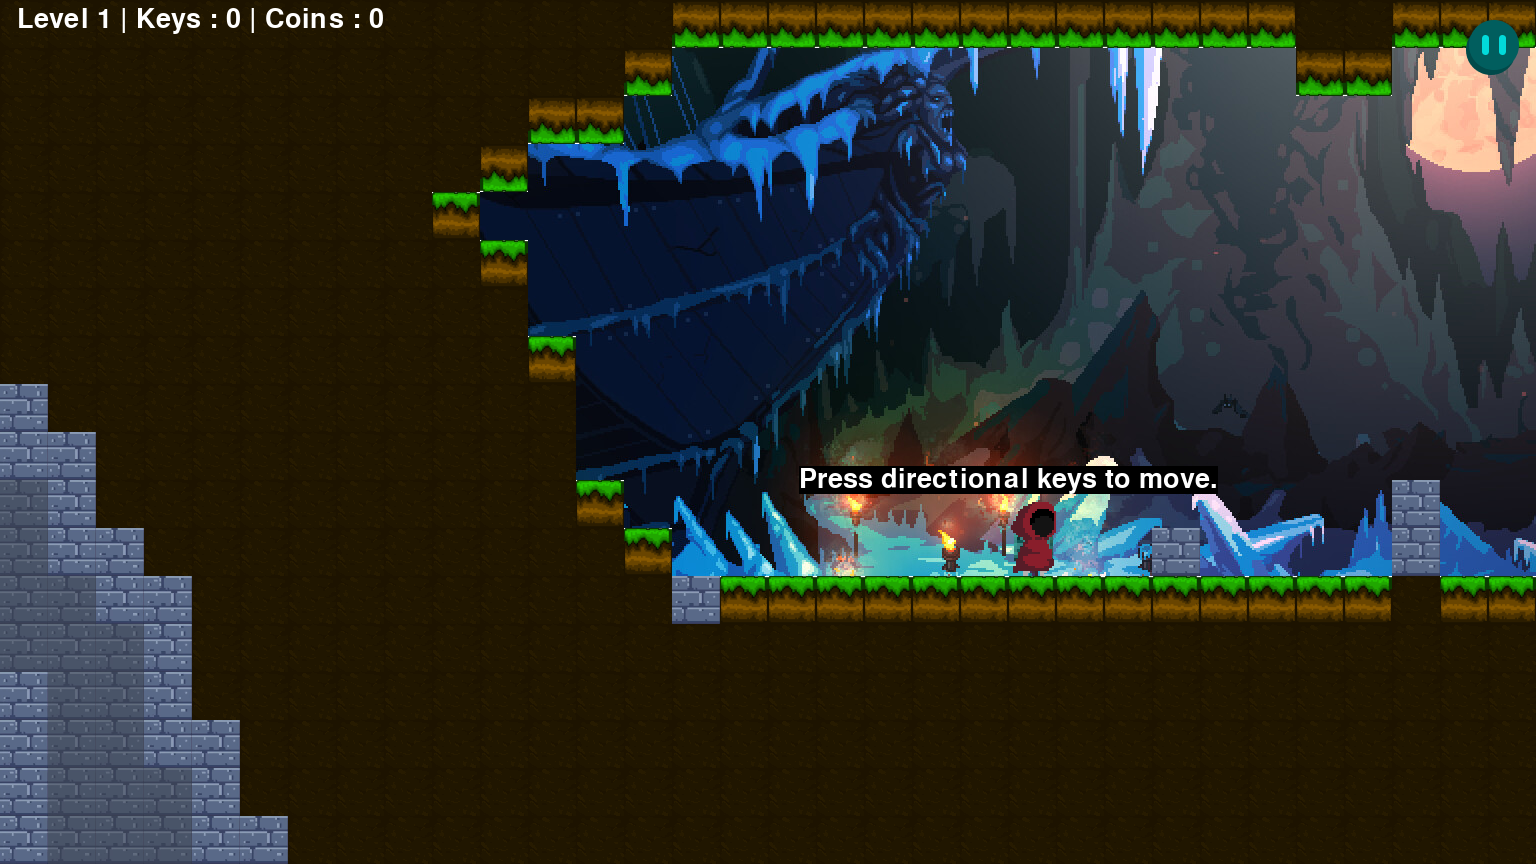 Level 1 | Keys : 0 | Coins : 0
Press directional keys to move.